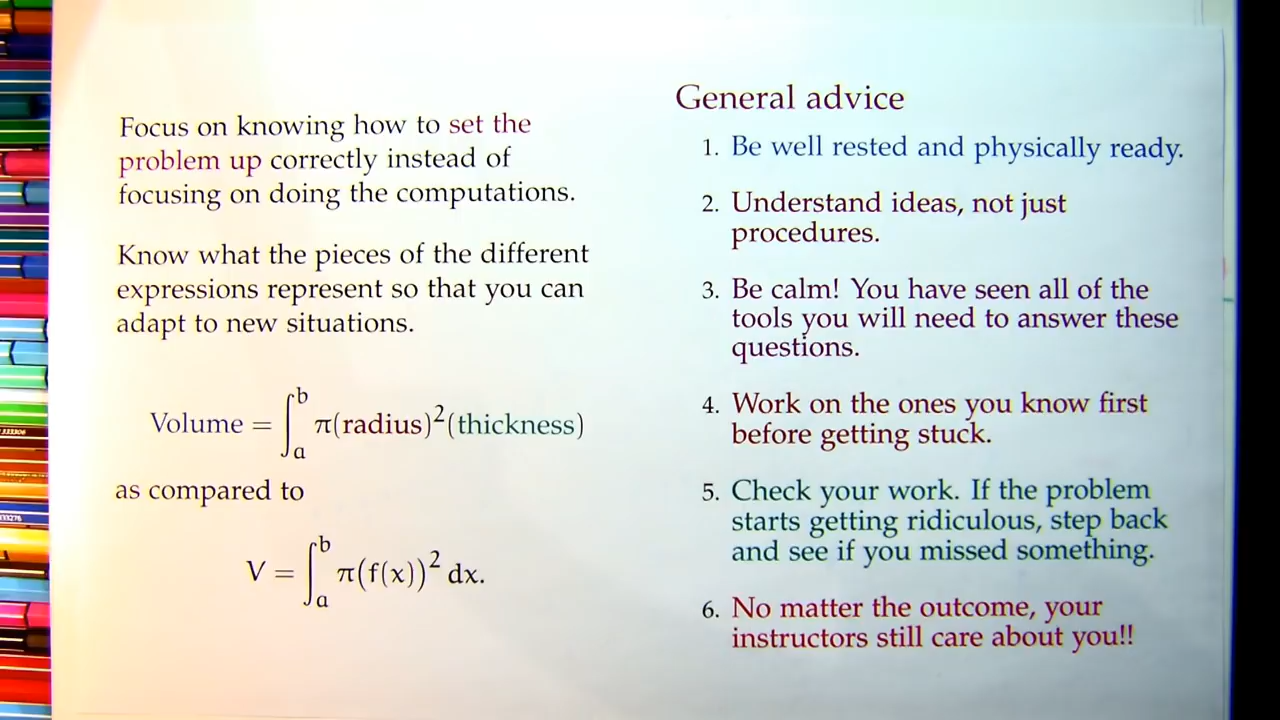 Focus on knowing how to set the
problem up correctly instead of
focusing on doing the computations.
Know what the pieces of the different
expressions represent so that you can
adapt to new situations.
Volume = ∫_a^b π(radius)²(thickness)
as compared to
V = ∫_a^b π(f(x))² dx.
General advice
1. Be well rested and physically ready.
2. Understand ideas, not just
procedures.
3. Be calm! You have seen all of the
tools you will need to answer these
questions.
4. Work on the ones you know first
before getting stuck.
5. Check your work. If the problem
starts getting ridiculous, step back
and see if you missed something.
6. No matter the outcome, your
instructors still care about you!!